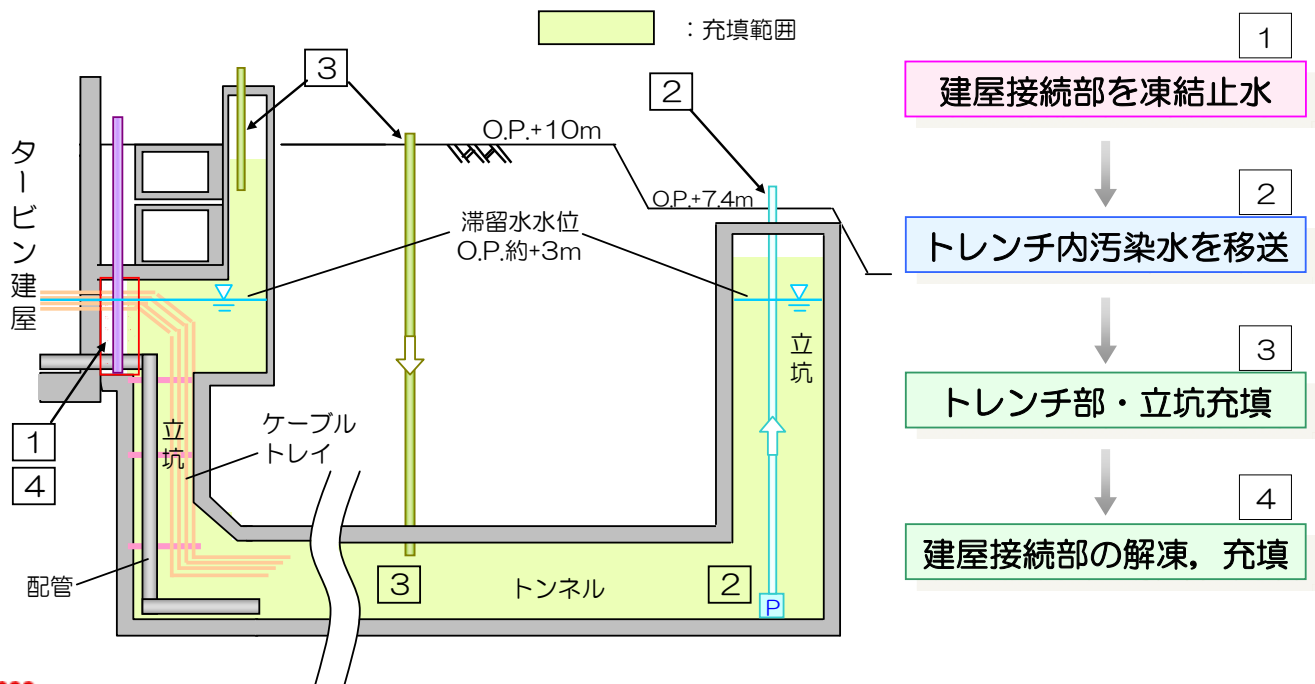 ：充填範囲
1
建屋接続部を凍結止水
2
トレンチ内汚染水を移送
3
トレンチ部・立坑充填
4
建屋接続部の解凍，充填
3
2
O.P.+10m
O.P.+7.4m
タービン建屋
滞留水水位
O.P.約+3m
立坑
立坑
ケーブル
トレイ
1
4
配管
3
トンネル
2
P